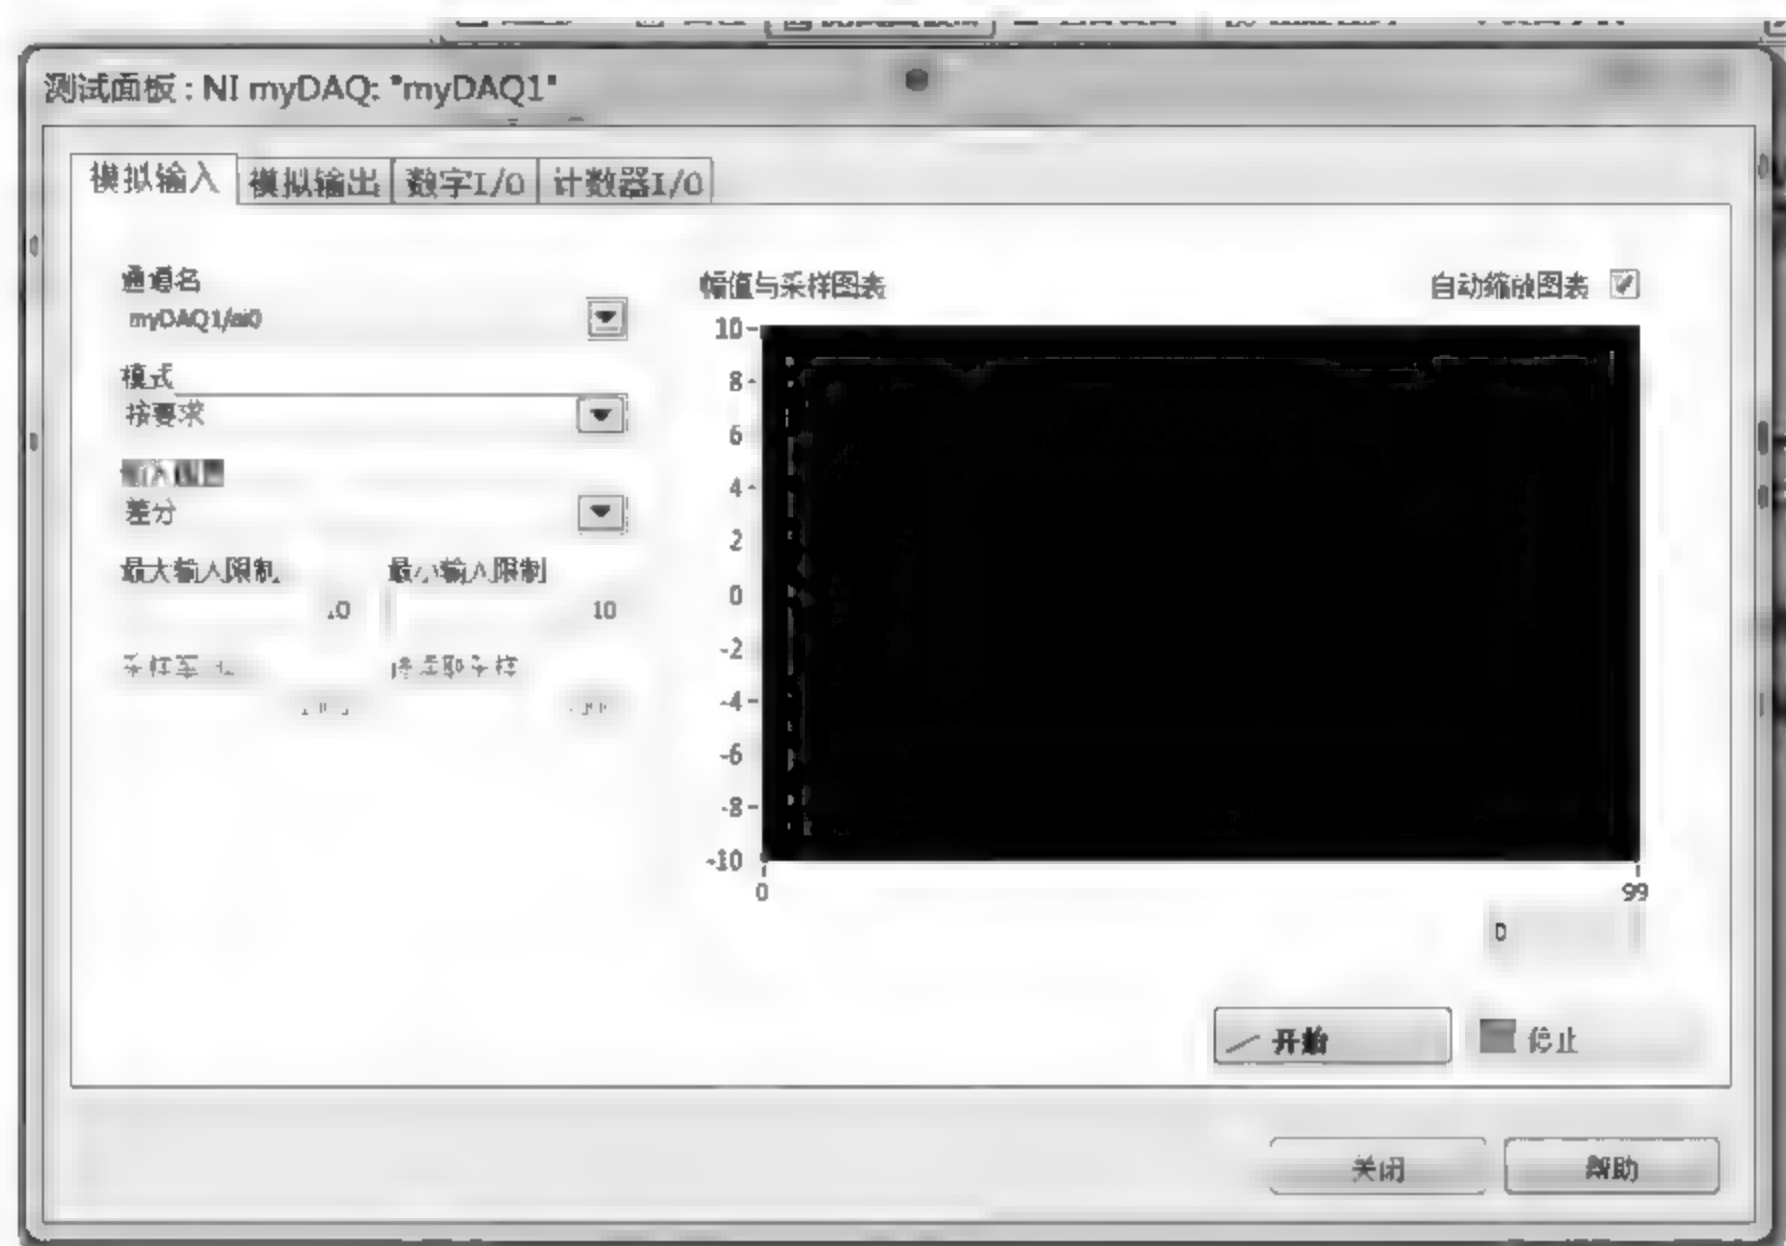 测试面板 : NI myDAQ: "myDAQ1"
模拟输入 模拟输出 数字I/O 计数器I/O
通道名
myDAQ1/ai0
模式
按要求
差分
最大输入限制 最小输入限制
10
幅值与采样图表 自动缩放图表
10
8
6
4
2
0
-2
-4
-6
-8
-10
0 99
开始 停止
关闭 帮助